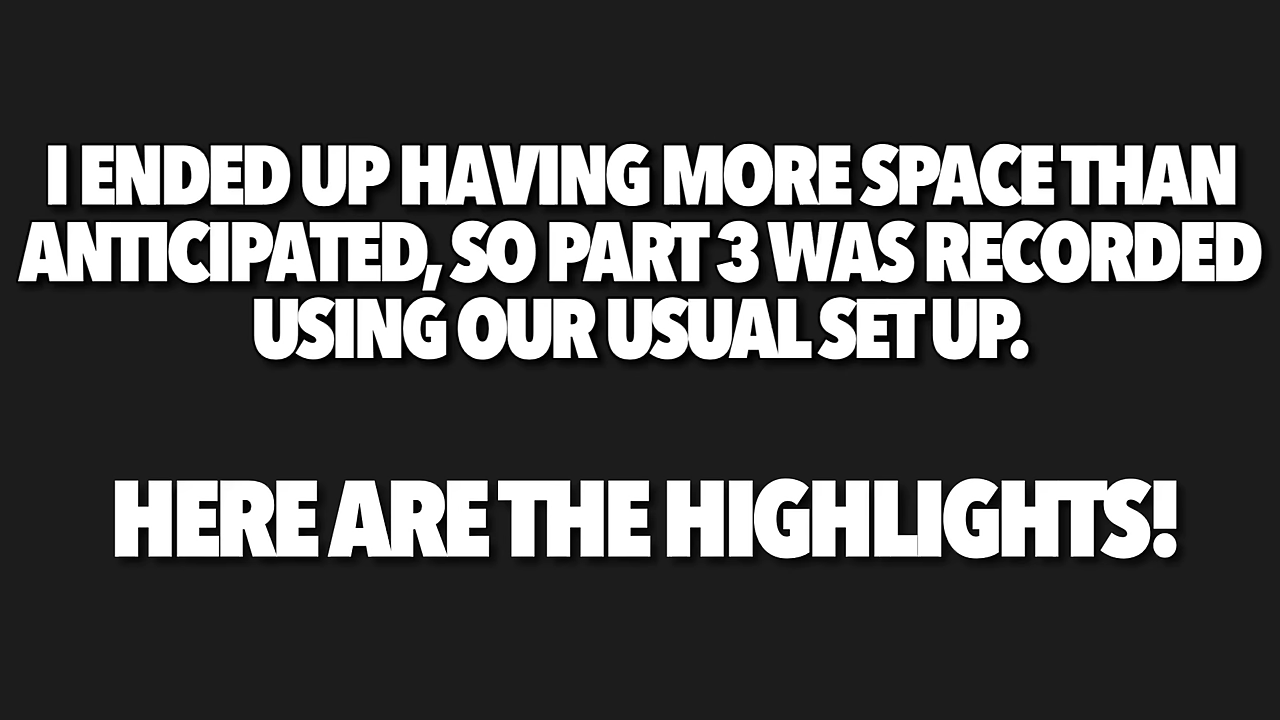 I ENDED UP HAVING MORE SPACE THAN
ANTICIPATED, SO PART 3 WAS RECORDED
USING OUR USUAL SET UP.
HERE ARE THE HIGHLIGHTS!